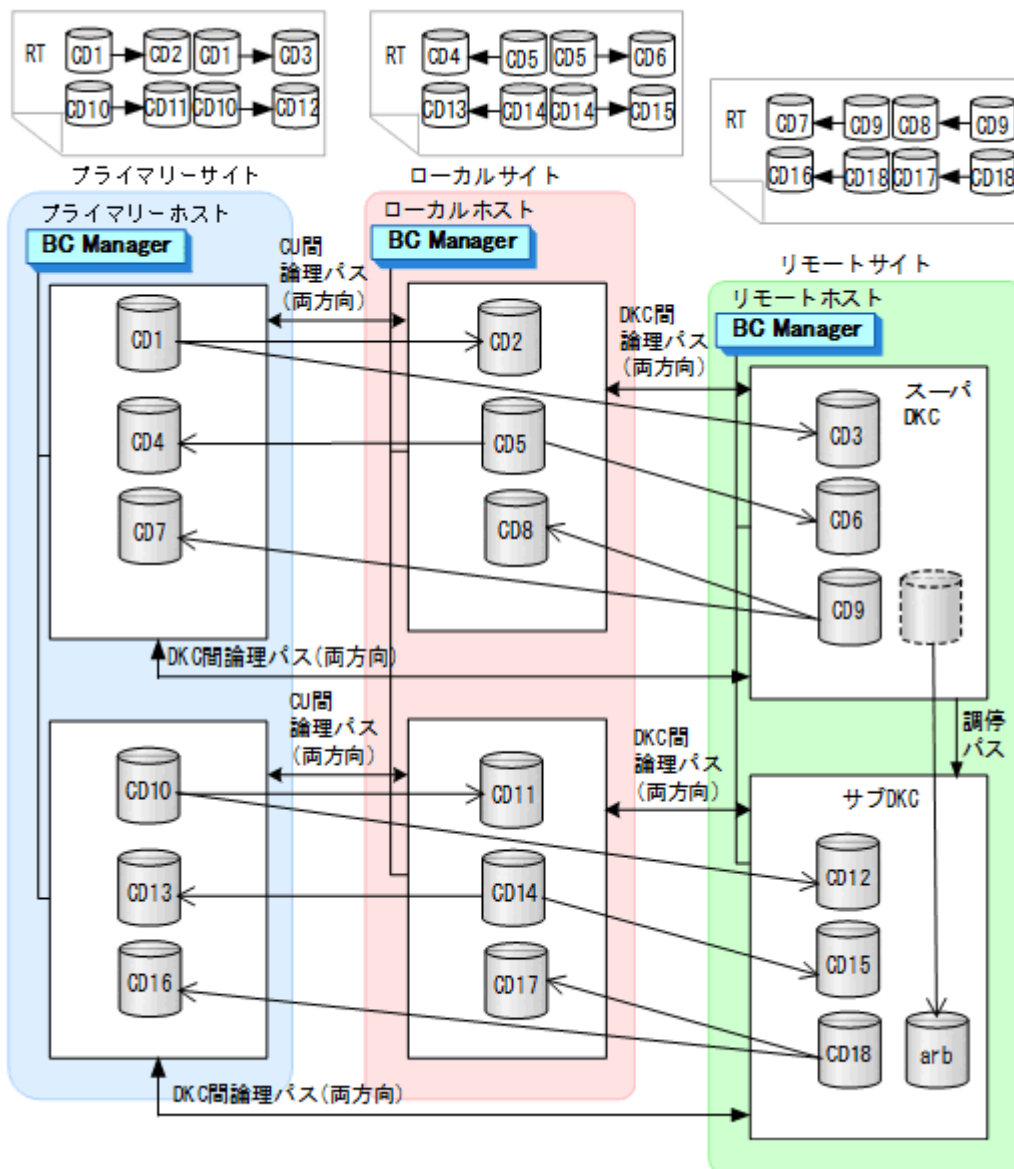 RT CD1 CD2 CD1 CD3
CD10 CD11 CD10 CD12
RT CD4 CD5 CD5 CD6
CD13 CD14 CD14 CD15
RT CD7 CD9 CD8 CD9
CD16 CD18 CD17 CD18
プライマリーサイト
ローカルサイト
リモートサイト
プライマリーホスト
BC Manager
ローカルホスト
BC Manager
リモートホスト
BC Manager
CU間
論理パス
(両方向)
DKC間
論理パス
(両方向)
CD1
CD2
スーパ
DKC
CD3
CD4
CD5
CD6
CD7
CD8
CD9
DKC間論理パス(両方向)
CU間
論理パス
(両方向)
DKC間
論理パス
(両方向)
調停
パス
サブDKC
CD10
CD11
CD12
CD13
CD14
CD15
CD16
CD17
CD18
arb
DKC間論理パス(両方向)